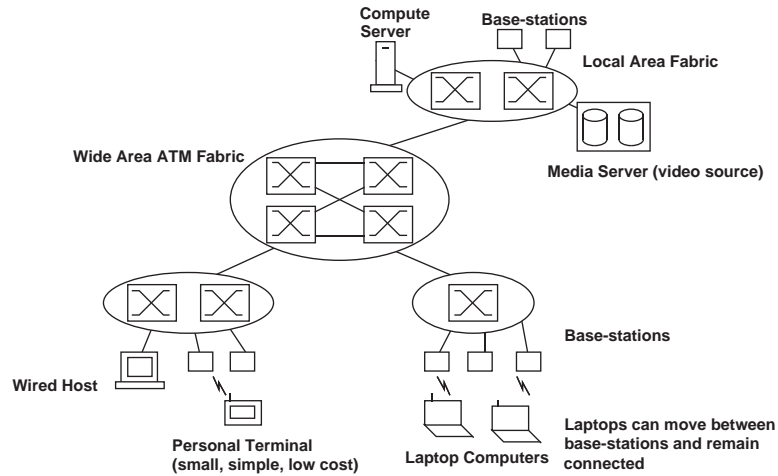 Compute
Server
Base-stations
Local Area Fabric
Wide Area ATM Fabric
Media Server (video source)
Base-stations
Wired Host
Personal Terminal
(small, simple, low cost)
Laptop Computers
Laptops can move between
base-stations and remain
connected